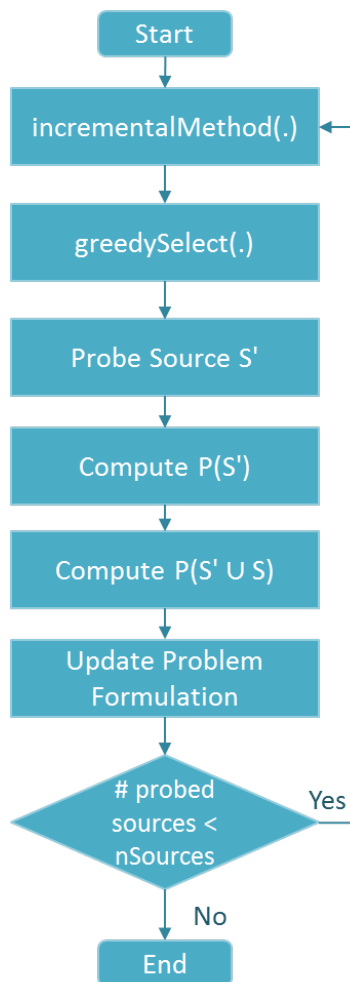 Start
incrementalMethod(.)
greedySelect(.)
Probe Source S'
Compute P(S')
Compute P(S' ∪ S)
Update Problem
Formulation
# probed
sources <
nSources
Yes
No
End